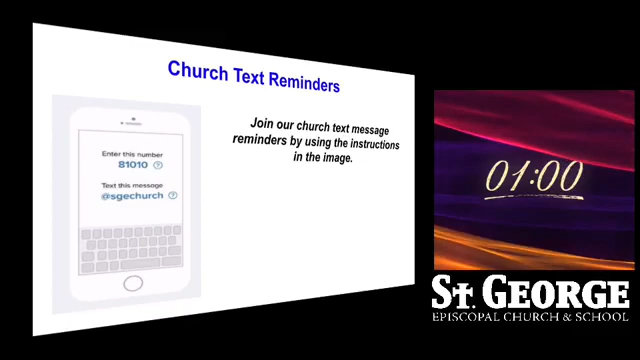 Church Text Reminders
Join our church text message
reminders by using the instructions
in the image.
Enter this number
81010
Text this message
@sgechurch
01:00
ST. GEORGE
EPISCOPAL CHURCH & SCHOOL